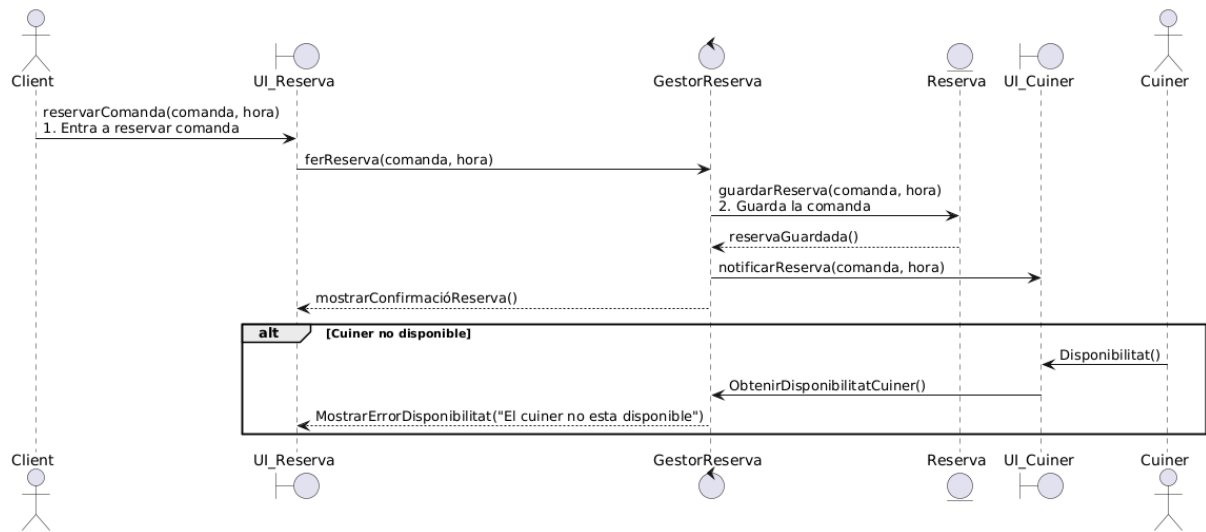 Client
UI_Reserva
GestorReserva
Reserva
UI_Cuiner
Cuiner
reservarComanda(comanda, hora)
1. Entra a reservar comanda
ferReserva(comanda, hora)
guardarReserva(comanda, hora)
2. Guarda la comanda
reservaGuardada()
notificarReserva(comanda, hora)
mostrarConfirmacióReserva()
alt [Cuiner no disponible]
Disponibilitat()
ObtenirDisponibilitatCuiner()
MostrarErrorDisponibilitat("El cuiner no esta disponible")
Client
UI_Reserva
GestorReserva
Reserva
UI_Cuiner
Cuiner